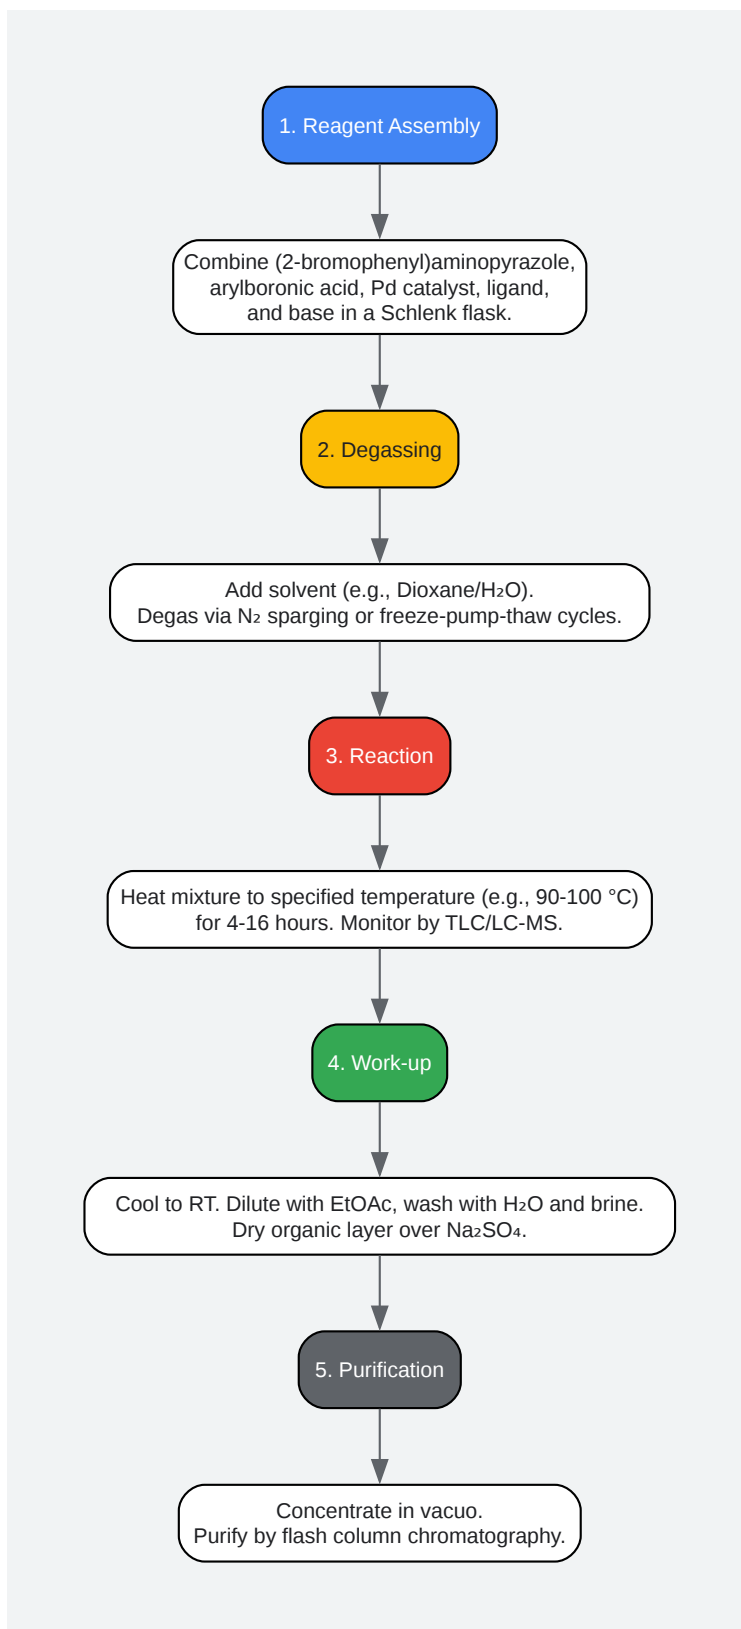 1. Reagent Assembly
Combine (2-bromophenyl)aminopyrazole,
arylboronic acid, Pd catalyst, ligand,
and base in a Schlenk flask.
2. Degassing
Add solvent (e.g., Dioxane/H₂O).
Degas via N₂ sparging or freeze-pump-thaw cycles.
3. Reaction
Heat mixture to specified temperature (e.g., 90-100 °C)
for 4-16 hours. Monitor by TLC/LC-MS.
4. Work-up
Cool to RT. Dilute with EtOAc, wash with H₂O and brine.
Dry organic layer over Na₂SO₄.
5. Purification
Concentrate in vacuo.
Purify by flash column chromatography.